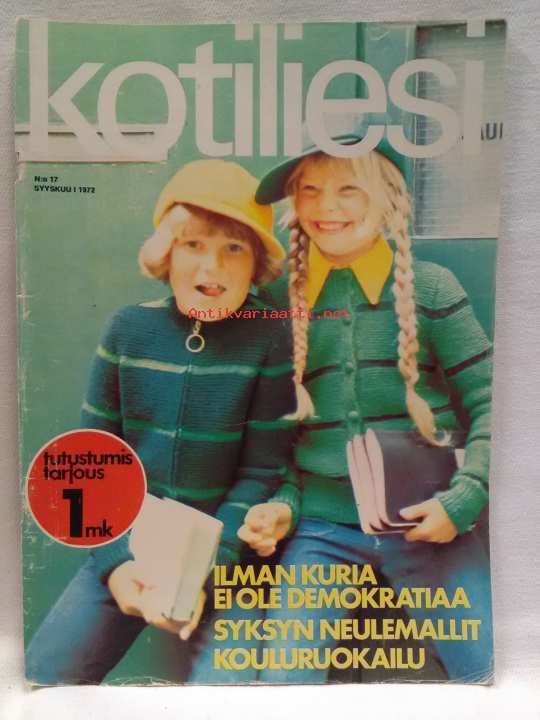 kotiliesi
N:o 17
SYYSKUU I 1972
Antikvariaatti.net
tutustumis
tarjous
1 mk
ILMAN KURIA
EI OLE DEMOKRATIAA
SYKSYN NEULEMALLIT
KOULURUOKAILU